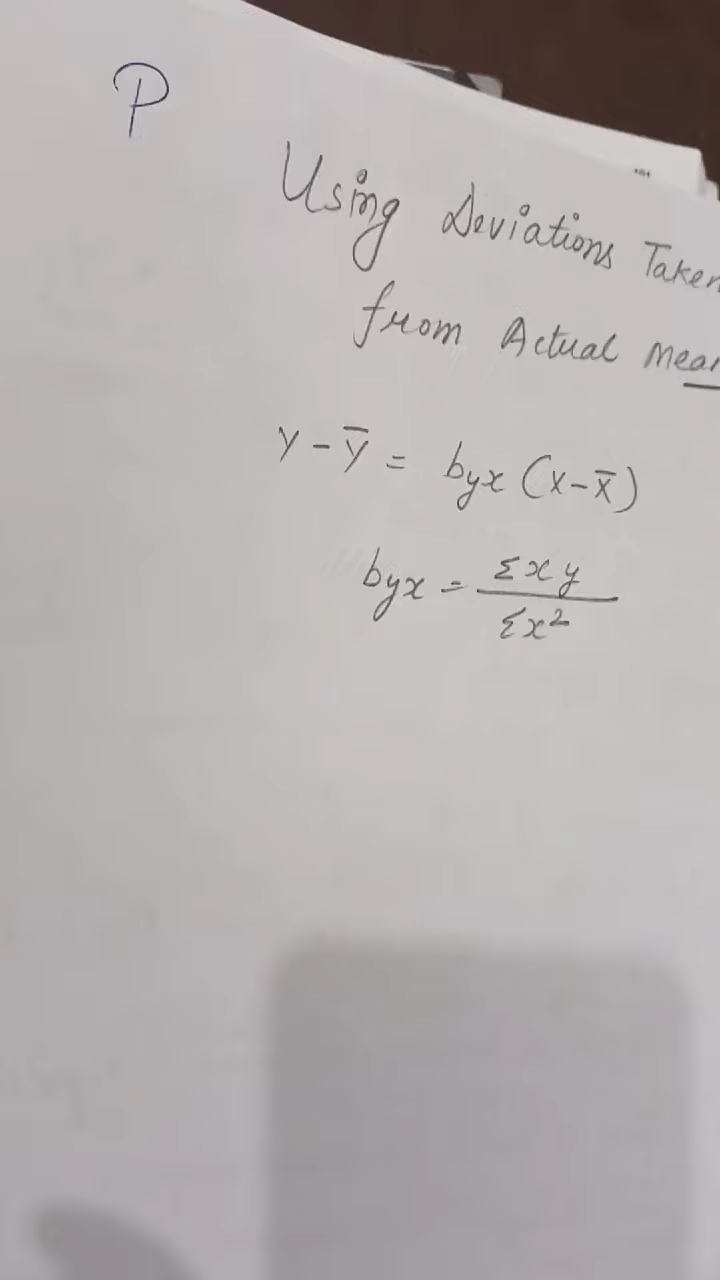 P
Using Deviations Taken
from Actual Mean
Y - Y̅ = byx (X - X̅)
byx = Σxy / Σx²